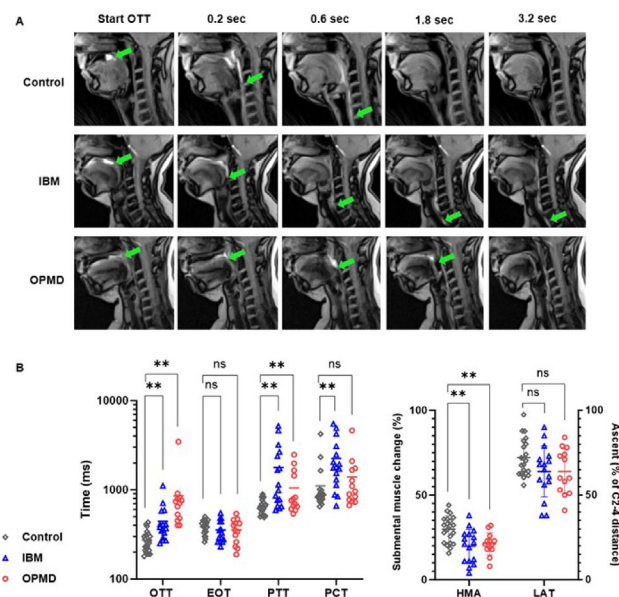 A
Start OTT 0.2 sec 0.6 sec 1.8 sec 3.2 sec
Control
IBM
OPMD
B
** ns ** ns
** ns ** **
10000
1000
100
Time (ms)
OTT EOT PTT PCT
Control
IBM
OPMD
** ns
** ns
100
50
0
Submental muscle change (%)
100
50
0
Ascent (% of C2-4 distance)
HMA LAT